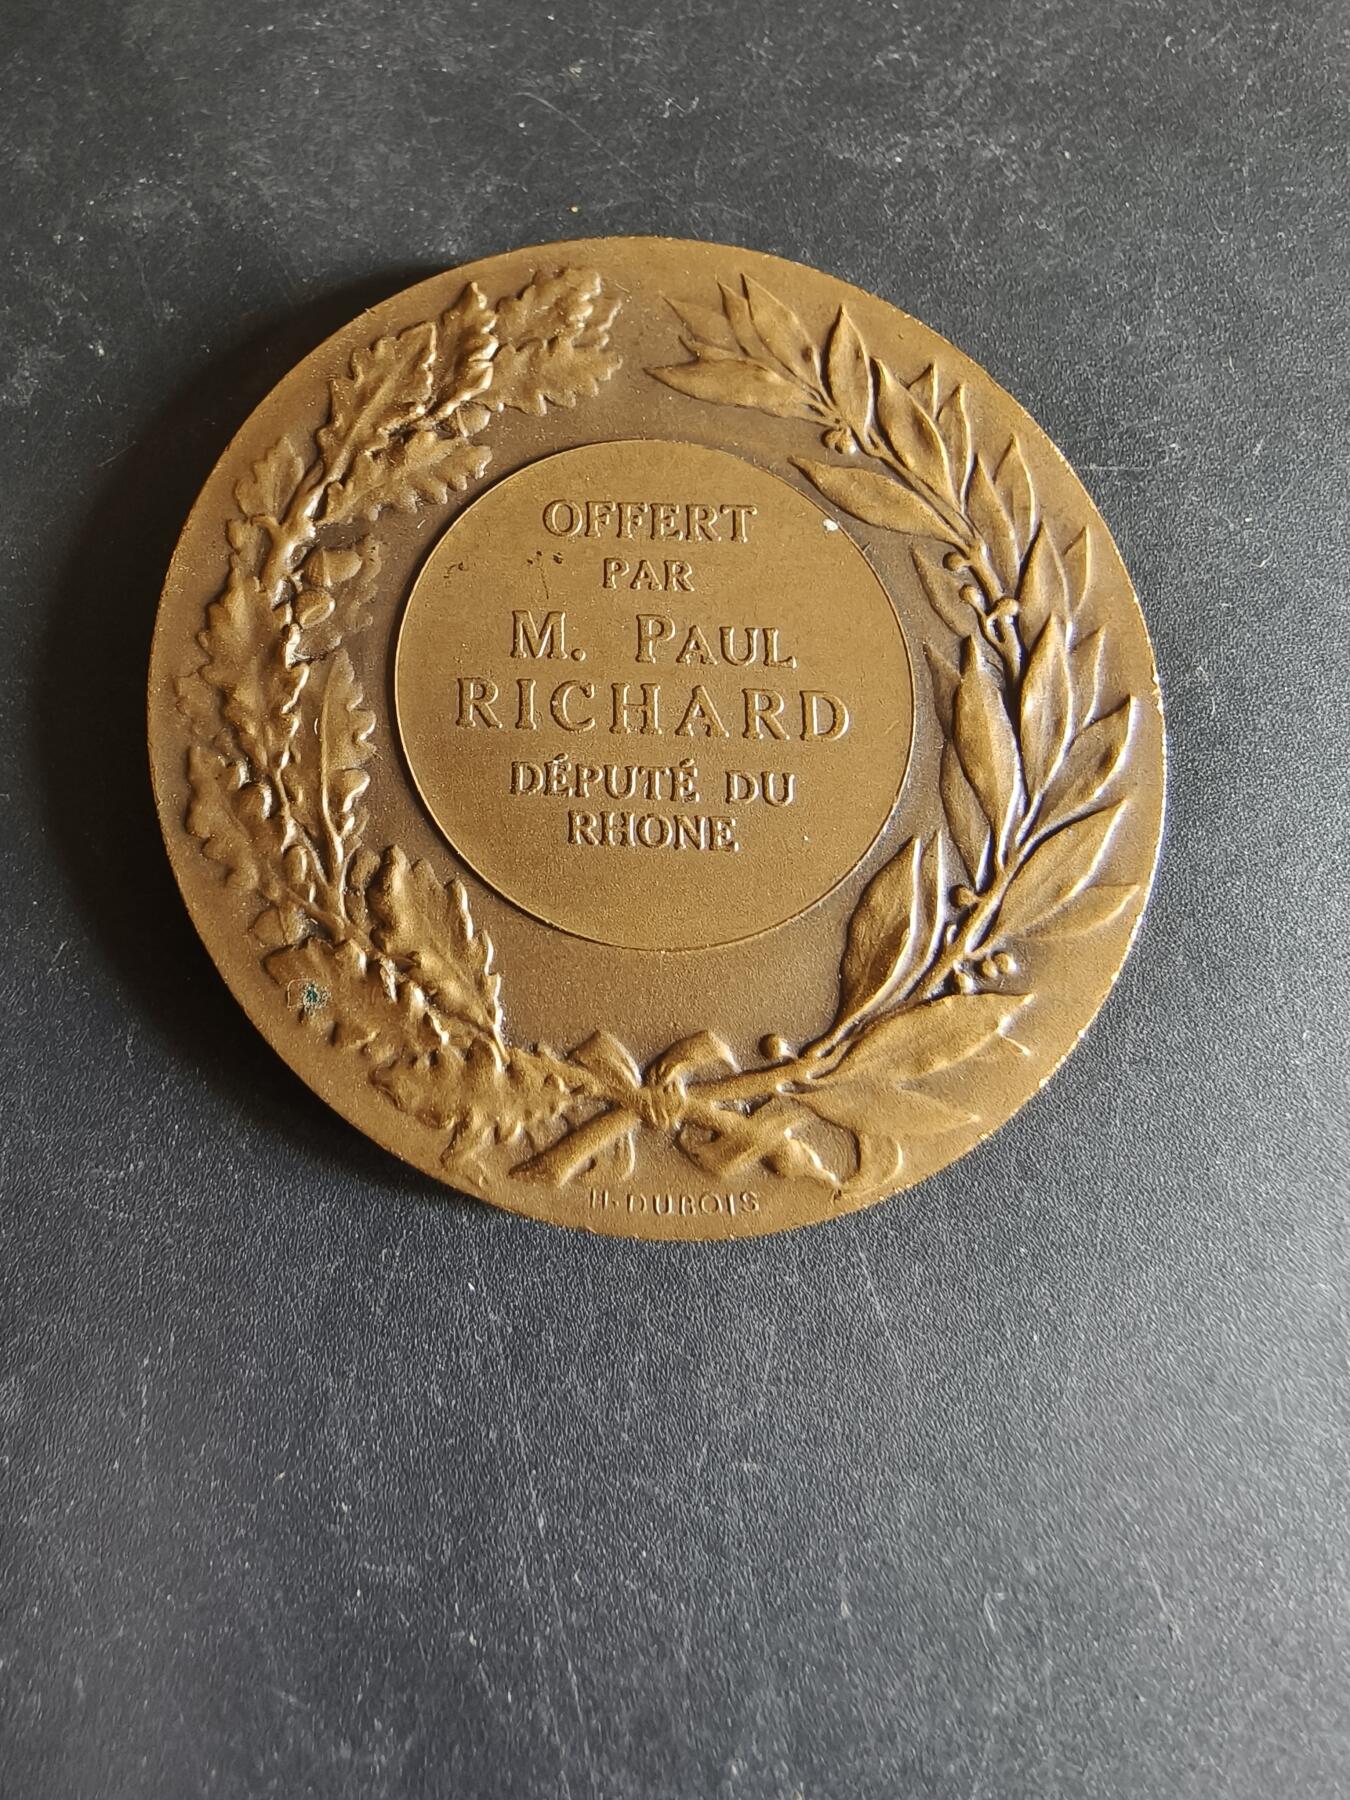 OFFERT
PAR
M. PAUL
RICHARD
DÉPUTÉ DU
RHONE
H. DUBOIS